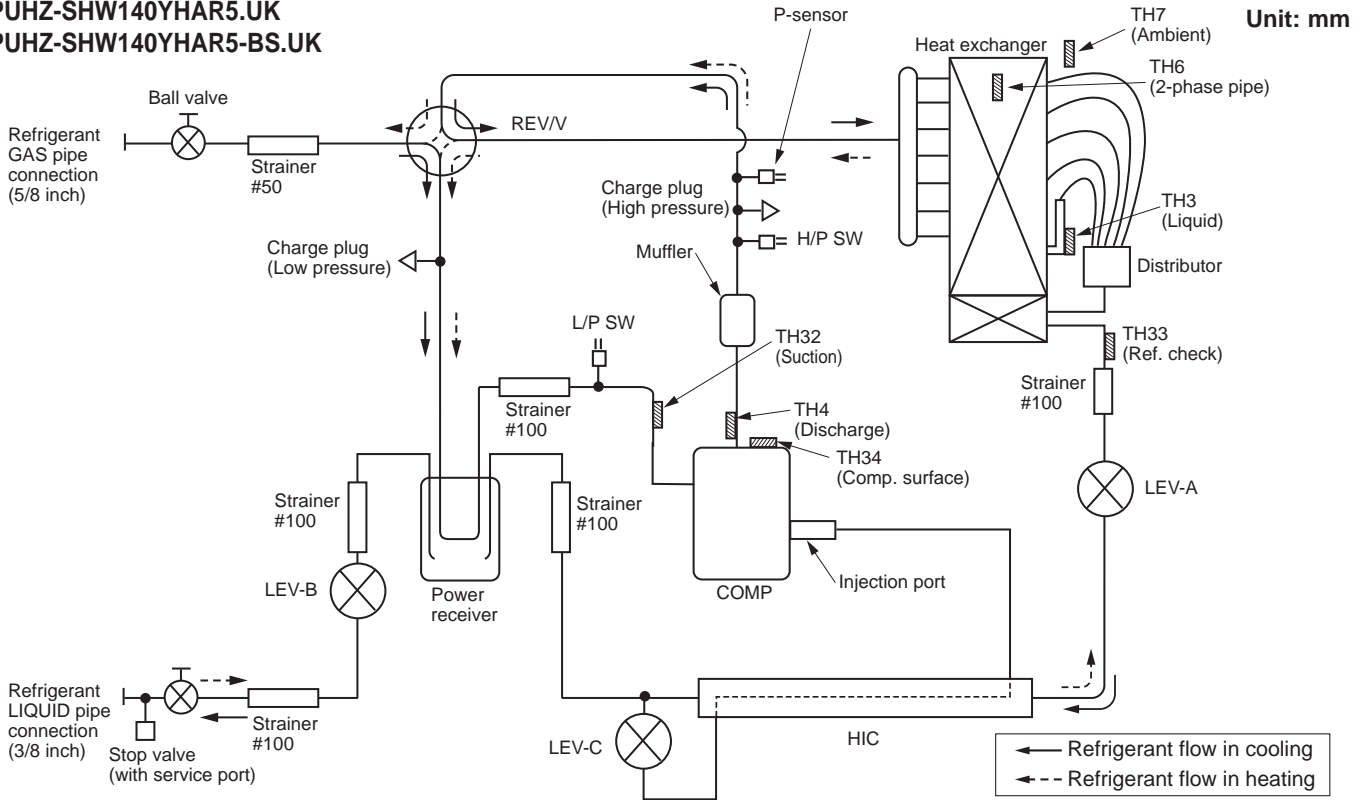 PUHZ-SHW140YHAR5.UK
PUHZ-SHW140YHAR5-BS.UK
Unit: mm
P-sensor
TH7
(Ambient)
Heat exchanger
TH6
(2-phase pipe)
Ball valve
REV/V
Refrigerant
GAS pipe
connection
(5/8 inch)
Strainer
#50
Charge plug
(High pressure)
TH3
(Liquid)
H/P SW
Charge plug
(Low pressure)
Muffler
Distributor
L/P SW
TH32
(Suction)
TH33
(Ref. check)
Strainer
#100
Strainer
#100
TH4
(Discharge)
TH34
(Comp. surface)
LEV-A
Strainer
#100
Strainer
#100
Injection port
LEV-B
Power
receiver
COMP
Refrigerant
LIQUID pipe
connection
(3/8 inch)
Strainer
#100
Stop valve
(with service port)
LEV-C
HIC
Refrigerant flow in cooling
Refrigerant flow in heating